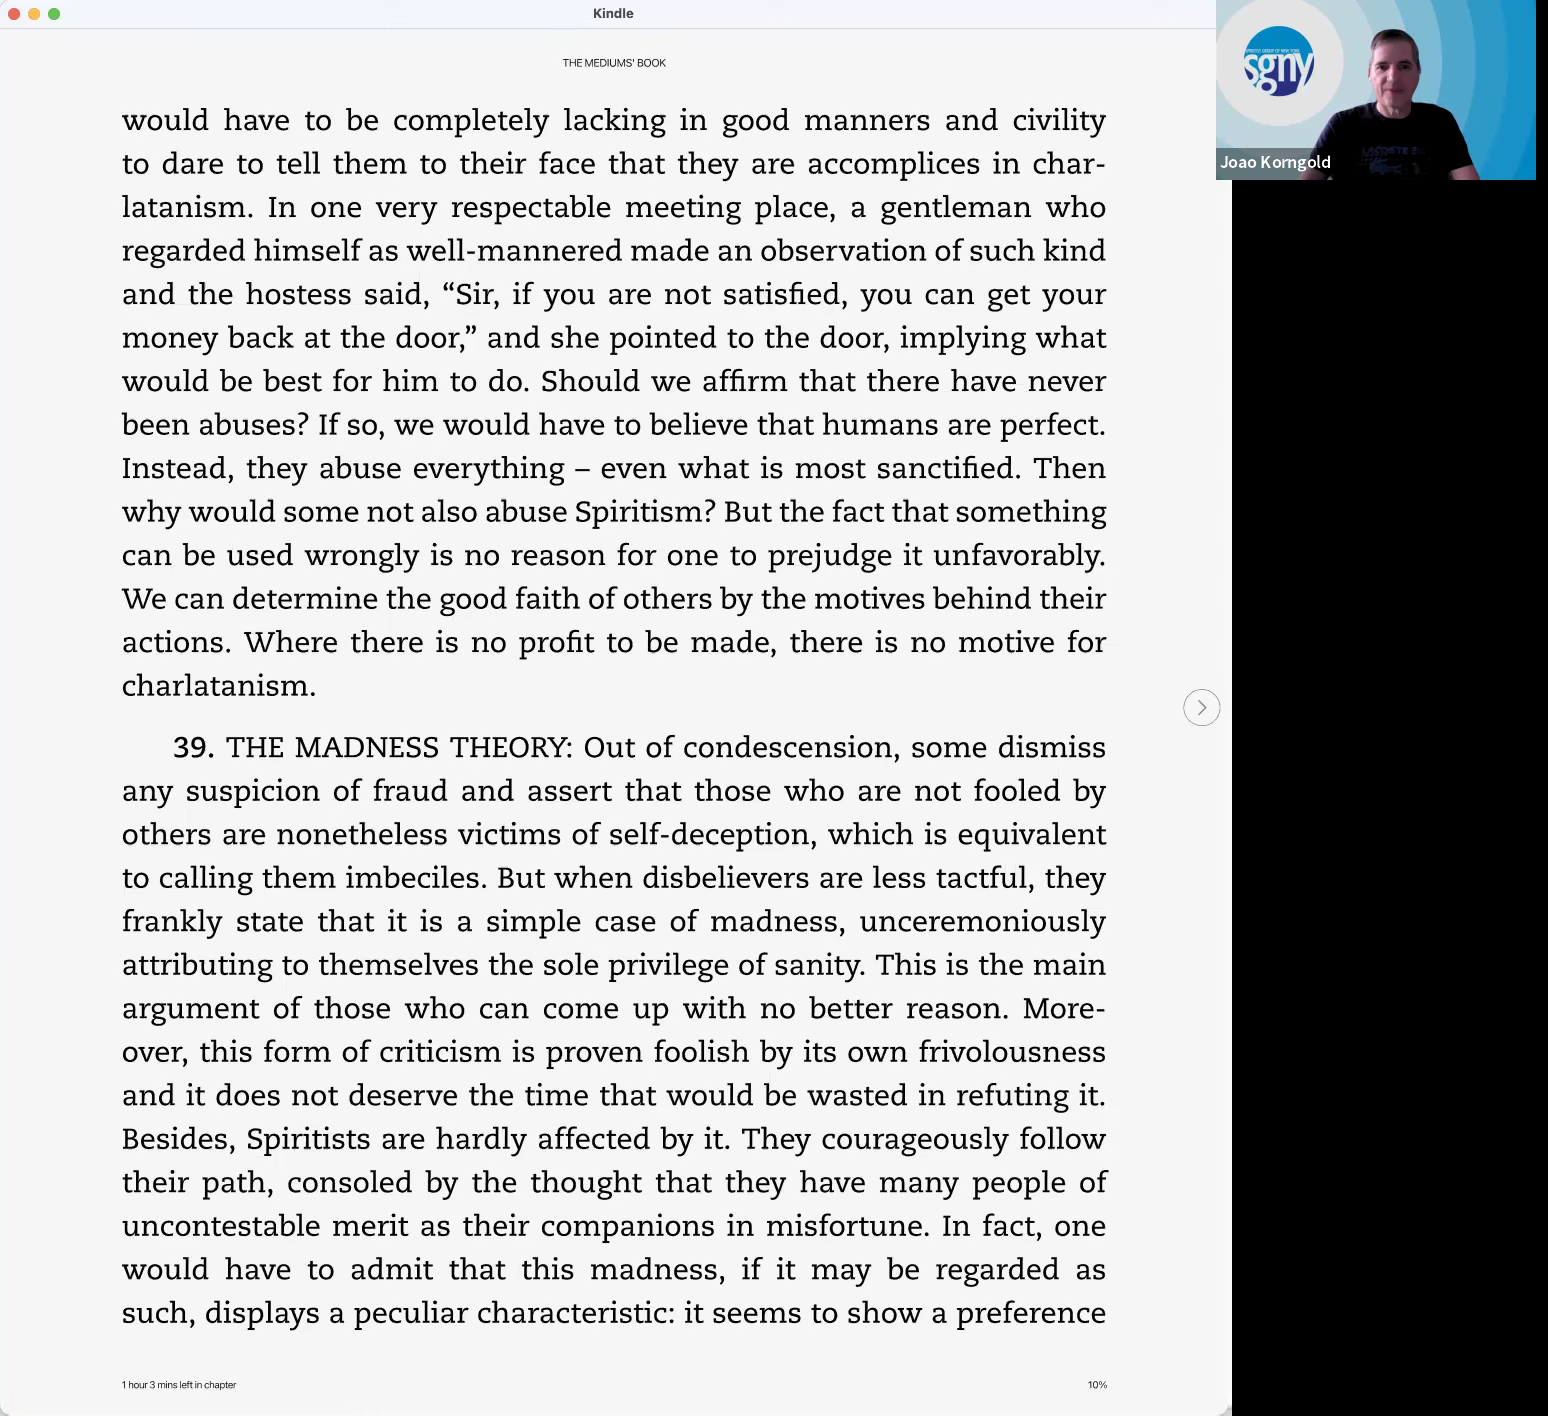 Kindle
THE MEDIUMS' BOOK
would have to be completely lacking in good manners and civility
to dare to tell them to their face that they are accomplices in char-
latanism. In one very respectable meeting place, a gentleman who
regarded himself as well-mannered made an observation of such kind
and the hostess said, “Sir, if you are not satisfied, you can get your
money back at the door,” and she pointed to the door, implying what
would be best for him to do. Should we affirm that there have never
been abuses? If so, we would have to believe that humans are perfect.
Instead, they abuse everything – even what is most sanctified. Then
why would some not also abuse Spiritism? But the fact that something
can be used wrongly is no reason for one to prejudge it unfavorably.
We can determine the good faith of others by the motives behind their
actions. Where there is no profit to be made, there is no motive for
charlatanism.
39. THE MADNESS THEORY: Out of condescension, some dismiss
any suspicion of fraud and assert that those who are not fooled by
others are nonetheless victims of self-deception, which is equivalent
to calling them imbeciles. But when disbelievers are less tactful, they
frankly state that it is a simple case of madness, unceremoniously
attributing to themselves the sole privilege of sanity. This is the main
argument of those who can come up with no better reason. More-
over, this form of criticism is proven foolish by its own frivolousness
and it does not deserve the time that would be wasted in refuting it.
Besides, Spiritists are hardly affected by it. They courageously follow
their path, consoled by the thought that they have many people of
uncontestable merit as their companions in misfortune. In fact, one
would have to admit that this madness, if it may be regarded as
such, displays a peculiar characteristic: it seems to show a preference
1 hour 3 mins left in chapter
10%
SPIRITIST GROUP OF NEW YORK
sgny
Joao Korngold